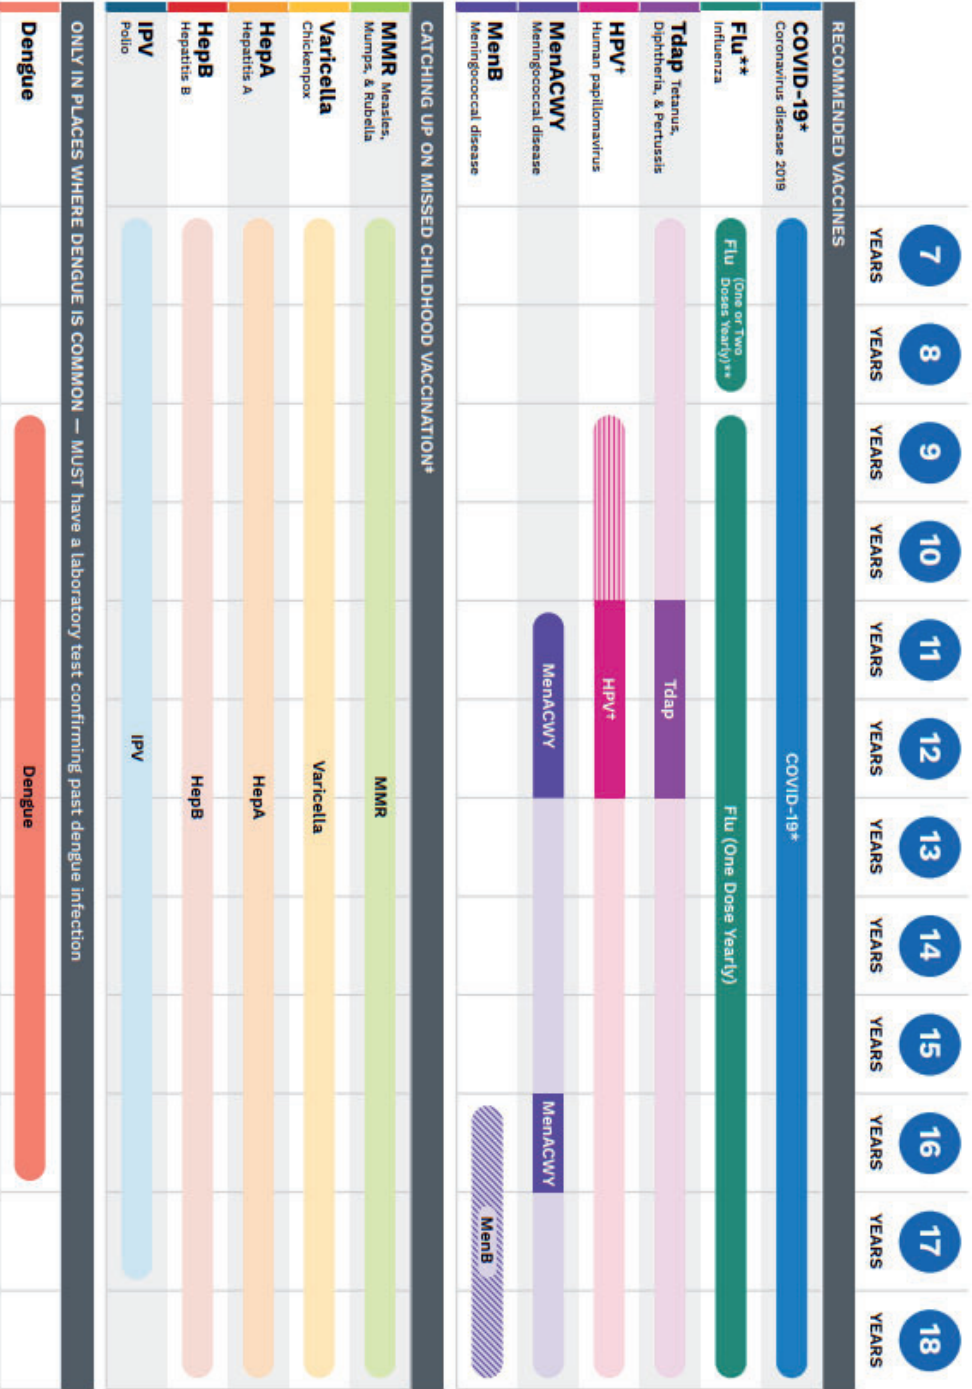 7
YEARS
8
YEARS
9
YEARS
10
YEARS
11
YEARS
12
YEARS
13
YEARS
14
YEARS
15
YEARS
16
YEARS
17
YEARS
18
YEARS
RECOMMENDED VACCINES
COVID-19*
Coronavirus disease 2019
COVID-19*
Flu**
Influenza
Flu (One or Two
Doses Yearly)**
Flu (One Dose Yearly)
Tdap Tetanus,
Diphtheria, & Pertussis
Tdap
HPV†
Human papillomavirus
HPV†
MenACWY
Meningococcal disease
MenACWY
MenACWY
MenB
Meningococcal disease
MenB
CATCHING UP ON MISSED CHILDHOOD VACCINATION‡
MMR Measles,
Mumps, & Rubella
MMR
Varicella
Chickenpox
Varicella
HepA
Hepatitis A
HepA
HepB
Hepatitis B
HepB
IPV
Polio
IPV
ONLY IN PLACES WHERE DENGUE IS COMMON — MUST have a laboratory test confirming past dengue infection
Dengue
Dengue